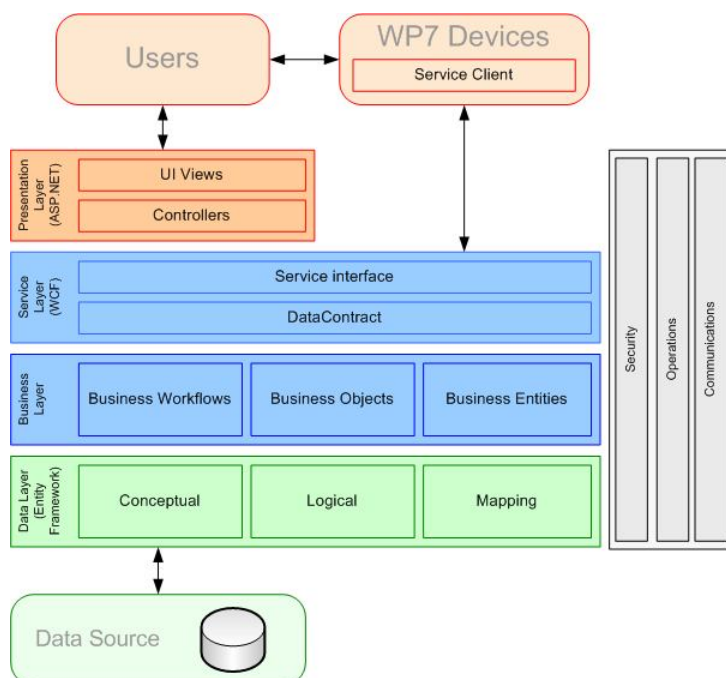 Users
WP7 Devices
Service Client
Presentation
Layer
(ASP.NET)
UI Views
Controllers
Service
Layer
(WCF)
Service interface
DataContract
Business
Layer
Business Workflows
Business Objects
Business Entities
Data Layer
(Entity
Framework)
Conceptual
Logical
Mapping
Data Source
Security
Operations
Communications